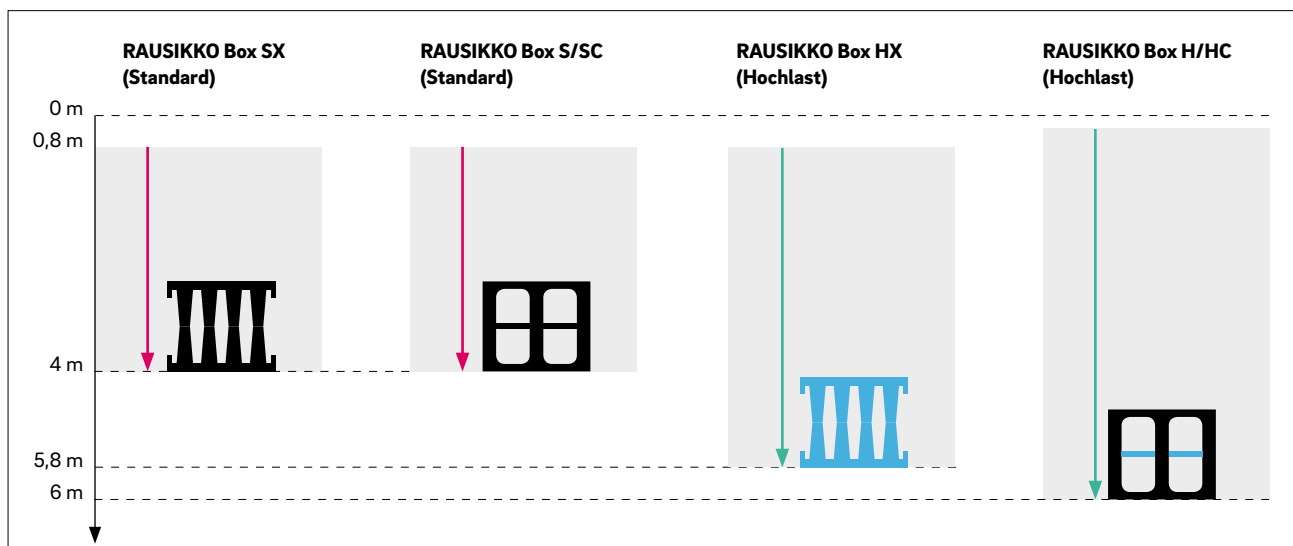 RAUSIKKO Box SX
(Standard)
RAUSIKKO Box S/SC
(Standard)
RAUSIKKO Box HX
(Hochlast)
RAUSIKKO Box H/HC
(Hochlast)
0 m
0,8 m
4 m
5,8 m
6 m